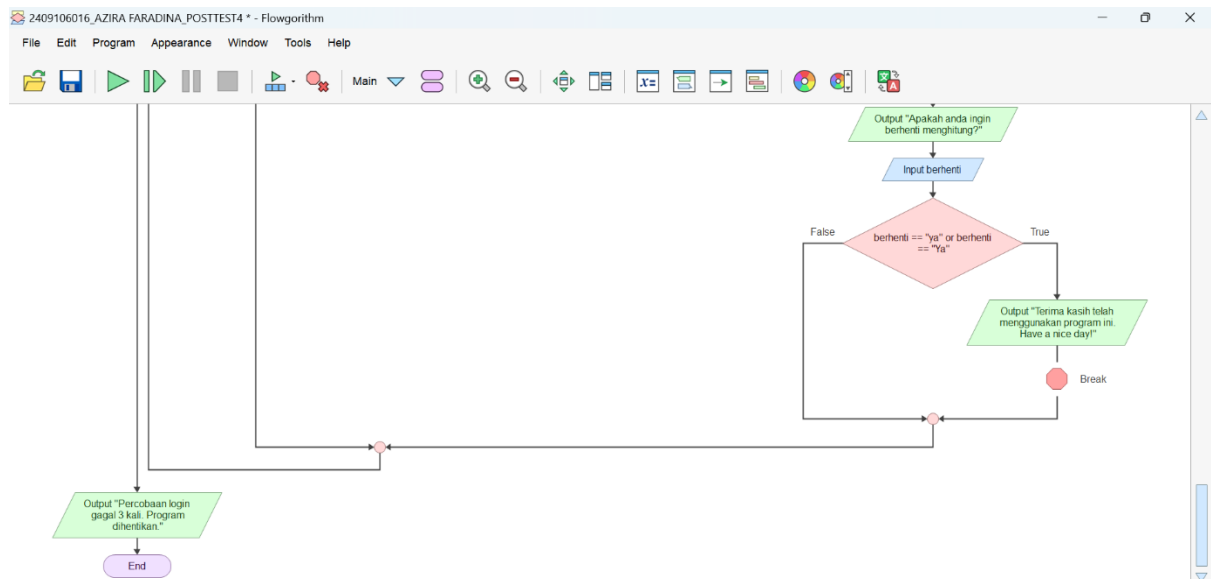 2409106016_AZIRA FARADINA_POSTTEST4 * - Flowgorithm
File Edit Program Appearance Window Tools Help
Main
x=
Output "Apakah anda ingin
berhenti menghitung?"
Input berhenti
False
berhenti == "ya" or berhenti
== "Ya"
True
Output "Terima kasih telah
menggunakan program ini.
Have a nice day!"
Break
Output "Percobaan login
gagal 3 kali. Program
dihentikan."
End